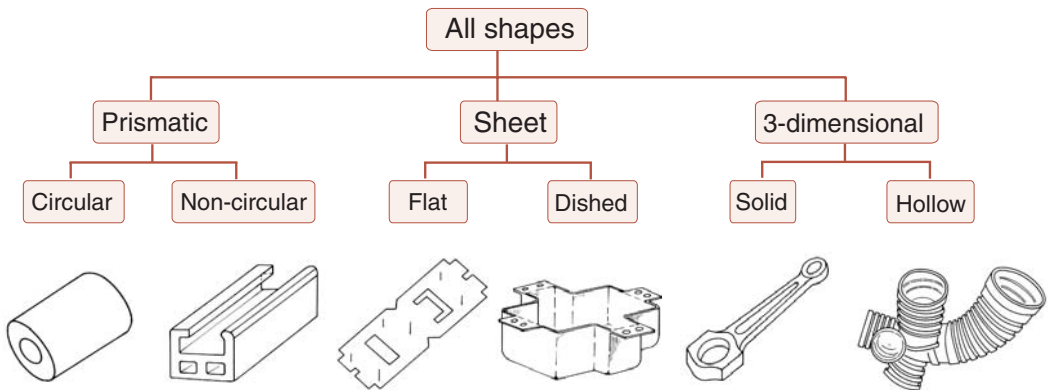 All shapes
Prismatic
Sheet
3-dimensional
Circular
Non-circular
Flat
Dished
Solid
Hollow